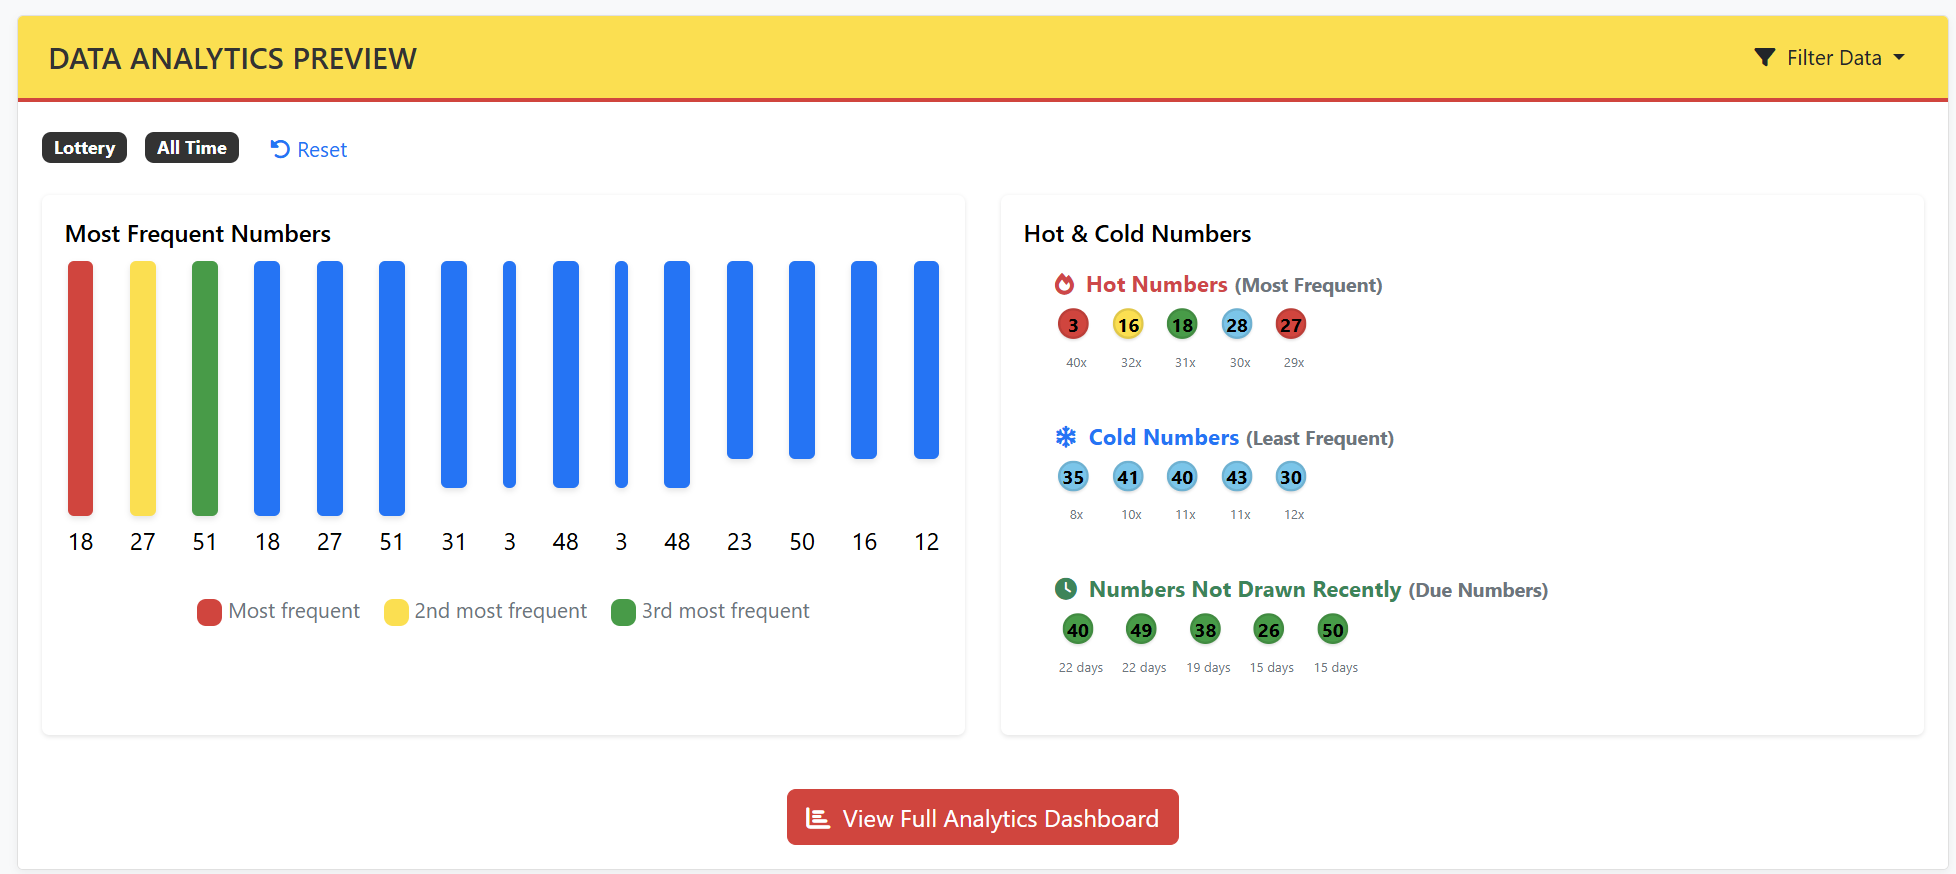 DATA ANALYTICS PREVIEW
Filter Data
Lottery All Time Reset
Most Frequent Numbers
18 27 51 18 27 51 31 3 48 3 48 23 50 16 12
Most frequent 2nd most frequent 3rd most frequent
Hot & Cold Numbers
Hot Numbers (Most Frequent)
3 16 18 28 27
40x 32x 31x 30x 29x
Cold Numbers (Least Frequent)
35 41 40 43 30
8x 10x 11x 11x 12x
Numbers Not Drawn Recently (Due Numbers)
40 49 38 26 50
22 days 22 days 19 days 15 days 15 days
View Full Analytics Dashboard